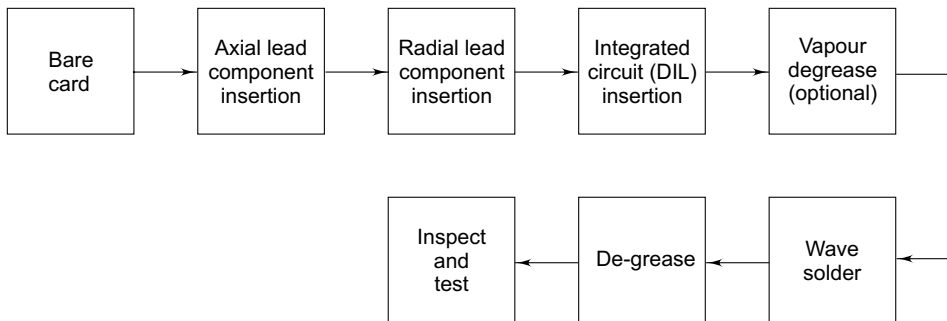 Bare
card
Axial lead
component
insertion
Radial lead
component
insertion
Integrated
circuit (DIL)
insertion
Vapour
degrease
(optional)
Wave
solder
De-grease
Inspect
and
test